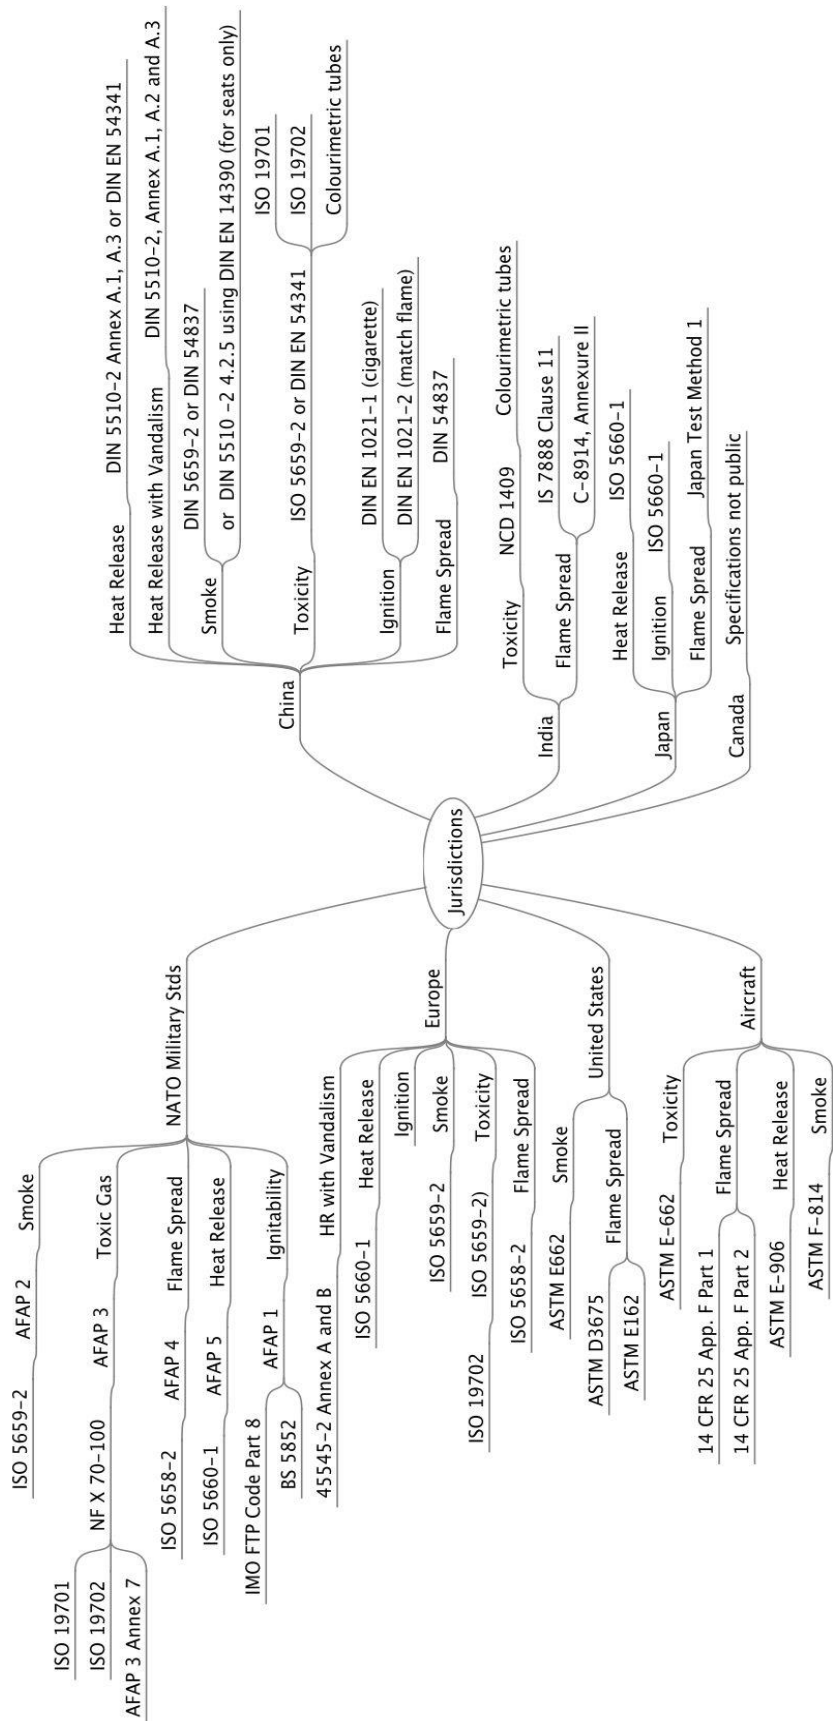 Jurisdictions
NATO Military Stds
Smoke
AFAP 2
ISO 5659-2
Toxic Gas
AFAP 3
NF X 70-100
ISO 19701
ISO 19702
AFAP 3 Annex 7
Flame Spread
AFAP 4
ISO 5658-2
Heat Release
AFAP 5
ISO 5660-1
Ignitability
AFAP 1
IMO FTP Code Part 8
BS 5852
Europe
HR with Vandalism
45545-2 Annex A and B
Heat Release
ISO 5660-1
Ignition
Smoke
ISO 5659-2
Toxicity
ISO 5659-2)
ISO 19702
Flame Spread
ISO 5658-2
United States
Smoke
ASTM E662
Flame Spread
ASTM D3675
ASTM E162
Aircraft
Toxicity
ASTM E-662
Flame Spread
14 CFR 25 App. F Part 1
14 CFR 25 App. F Part 2
Heat Release
ASTM E-906
Smoke
ASTM F-814
China
Heat Release
DIN 5510-2 Annex A.1, A.3 or DIN EN 54341
Heat Release with Vandalism
DIN 5510-2, Annex A.1, A.2 and A.3
Smoke
DIN 5659-2 or DIN 54837
or DIN 5510 -2 4.2.5 using DIN EN 14390 (for seats only)
Toxicity
ISO 5659-2 or DIN EN 54341
ISO 19701
ISO 19702
Colourimetric tubes
Ignition
DIN EN 1021-1 (cigarette)
DIN EN 1021-2 (match flame)
Flame Spread
DIN 54837
India
Toxicity
NCD 1409
Colourimetric tubes
Flame Spread
IS 7888 Clause 11
C-8914, Annexure II
Japan
Heat Release
ISO 5660-1
Ignition
ISO 5660-1
Flame Spread
Japan Test Method 1
Canada
Specifications not public